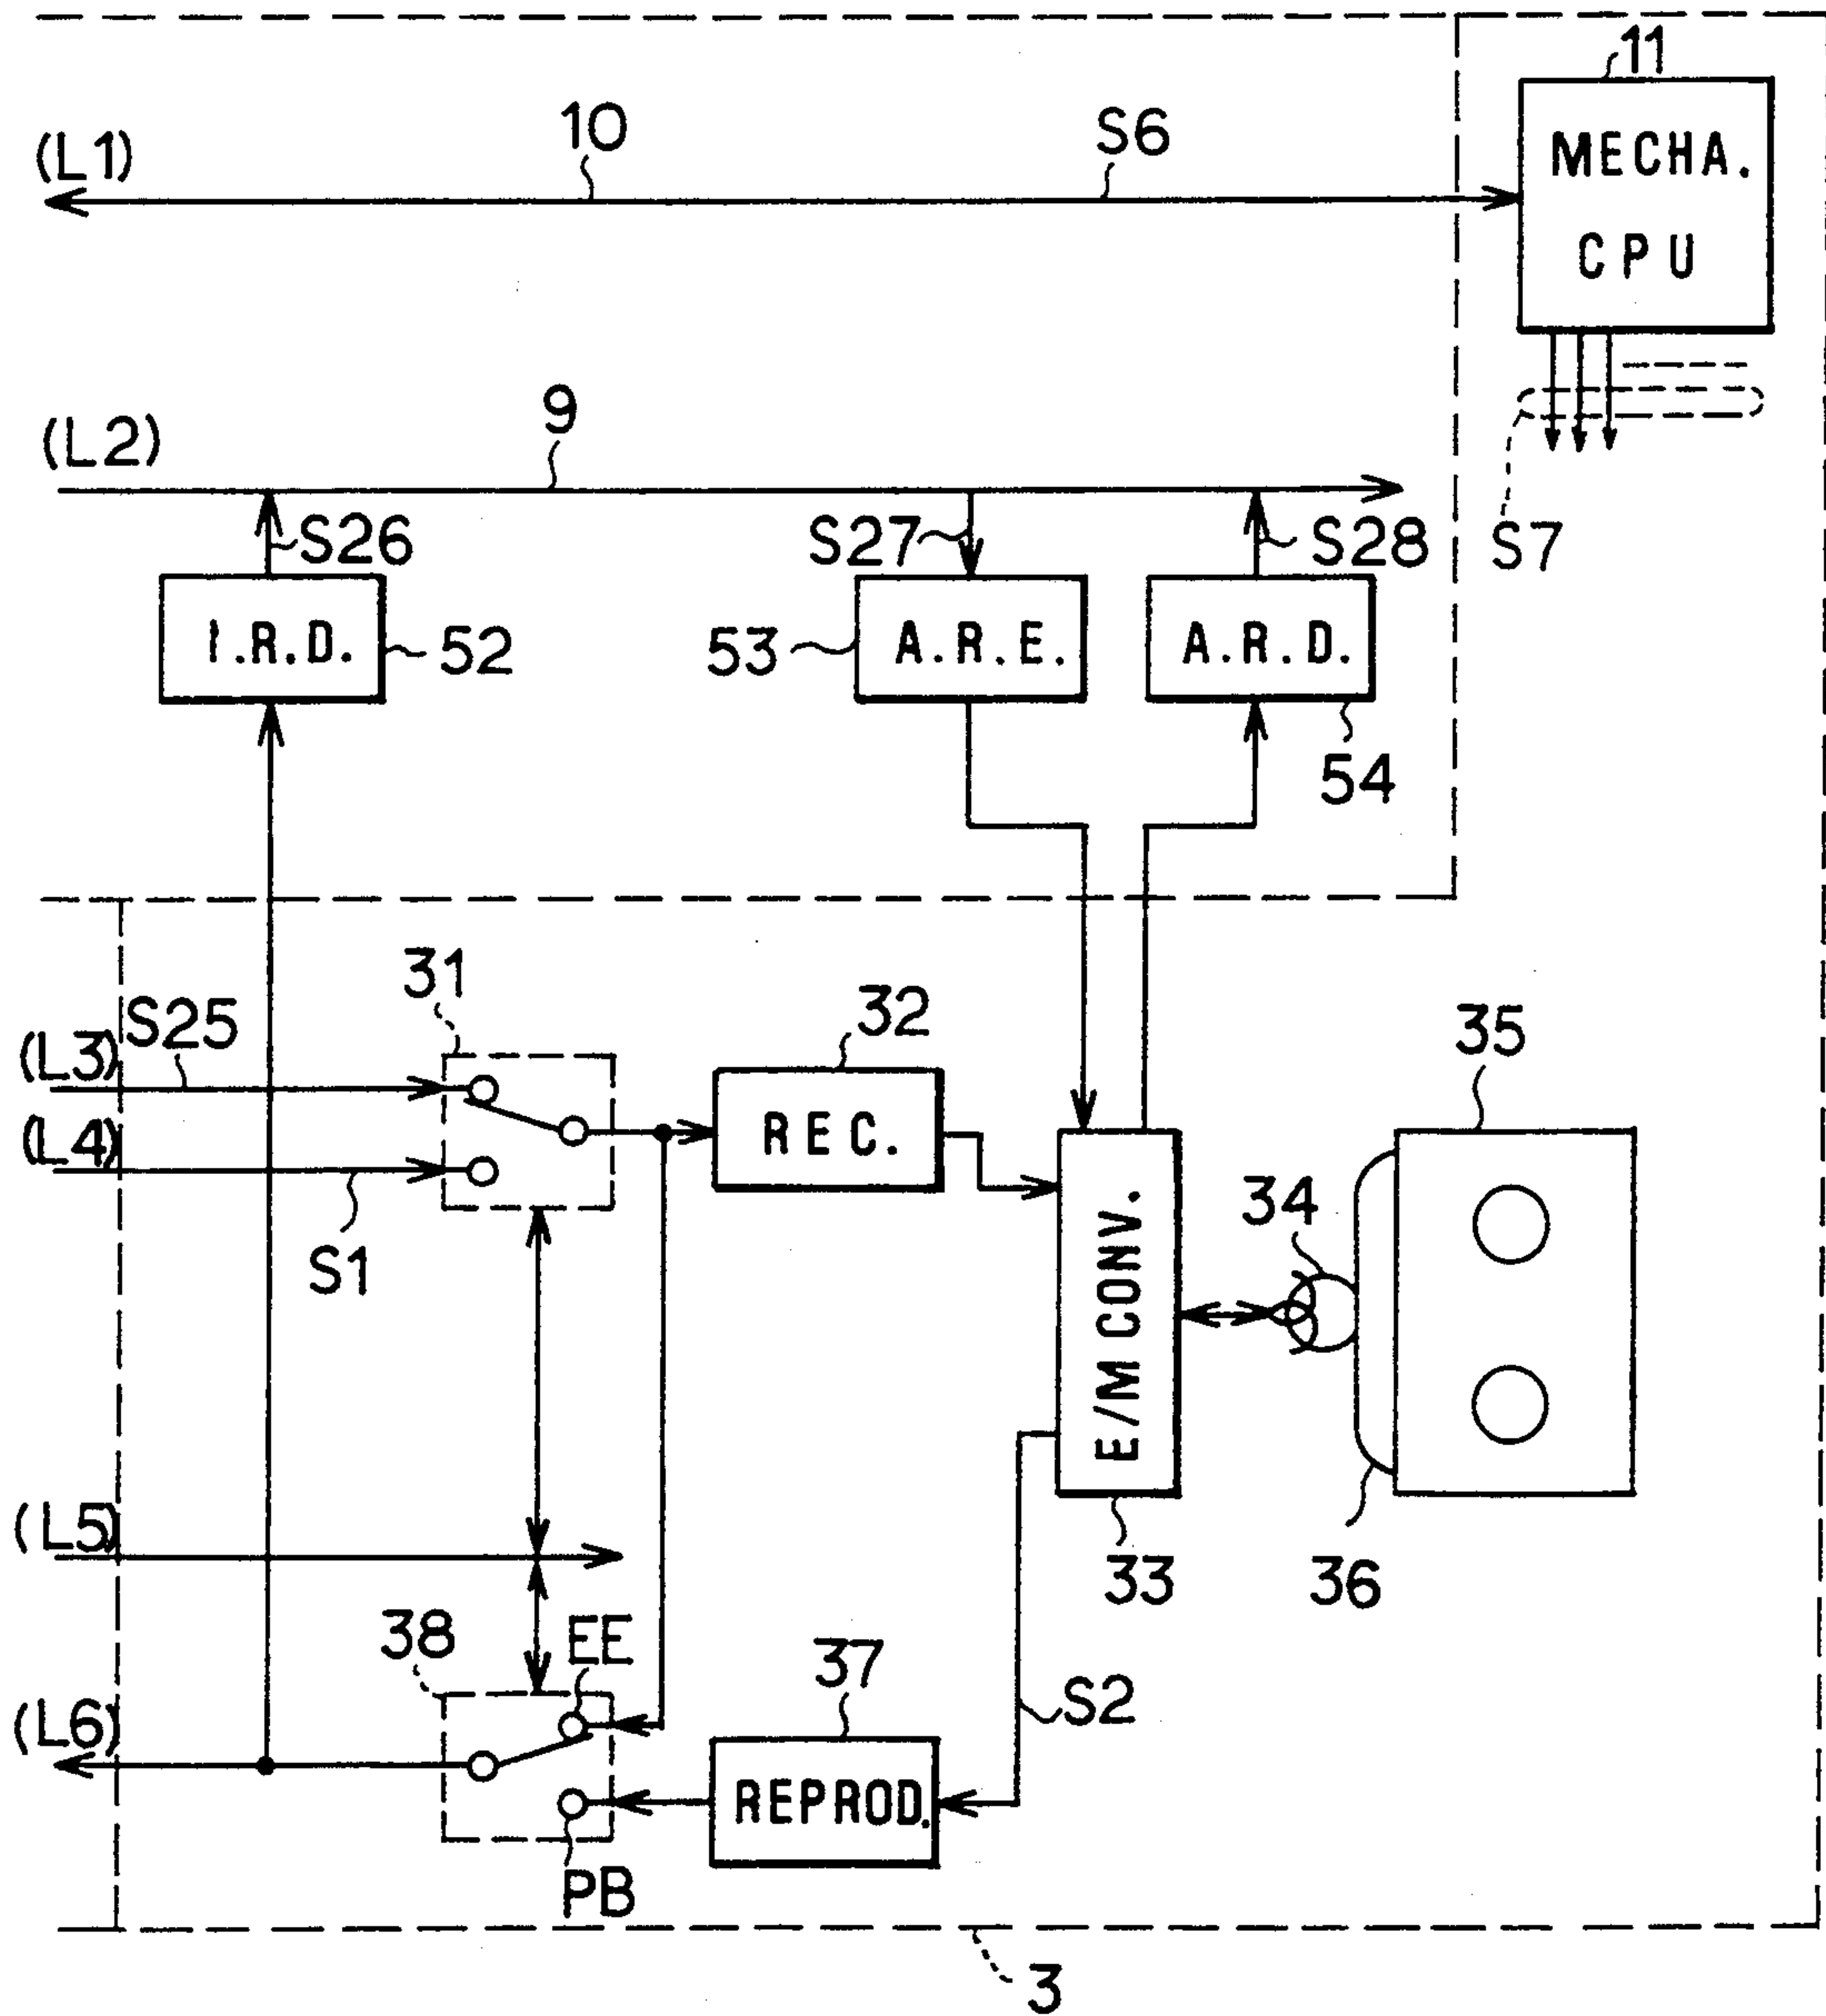 11
MECHA.
CPU
(L1)
10
S6
(L2)
9
S7
S26
S27
S28
I.R.D.
52
53
A.R.E.
A.R.D.
54
31
32
35
(L3)
S25
(L4)
S1
REC.
34
E/M CONV.
33
36
(L5)
38
EE
37
S2
(L6)
REPROD.
PB
3